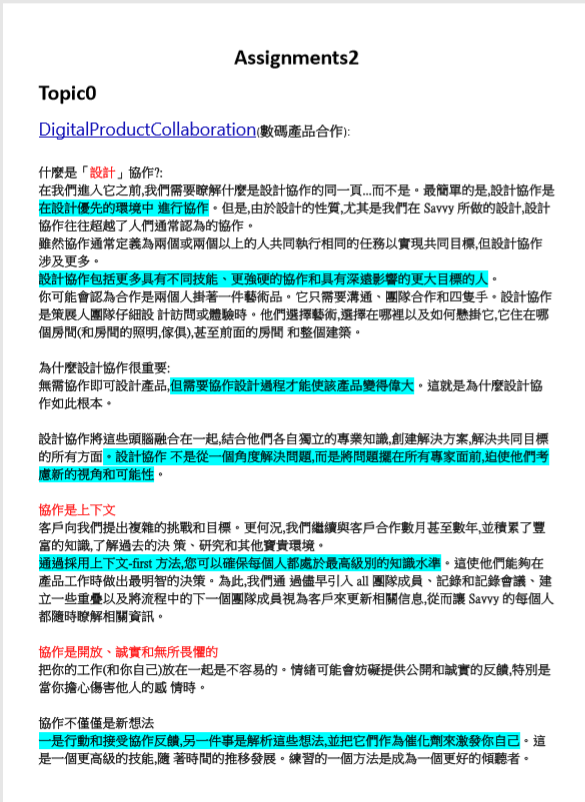 Assignments2
Topic0
DigitalProductCollaboration(數碼產品合作):
什麼是「設計」協作?:
在我們進入它之前,我們需要瞭解什麼是設計協作的同一頁...而不是。最簡單的是,設計協作是
在設計優先的環境中 進行協作。但是,由於設計的性質,尤其是我們在 Savvy 所做的設計,設計
協作往往超越了人們通常認為的協作。
雖然協作通常定義為兩個或兩個以上的人共同執行相同的任務以實現共同目標,但設計協作
涉及更多。
設計協作包括更多具有不同技能、更強硬的協作和具有深遠影響的更大目標的人。
你可能會認為合作是兩個人掛著一件藝術品。它只需要溝通、團隊合作和四隻手。設計協作
是策展人團隊仔細設 計訪問或體驗時。他們選擇藝術,選擇在哪裡以及如何懸掛它,它住在哪
個房間(和房間的照明,傢俱),甚至前面的房間 和整個建築。
為什麼設計協作很重要:
無需協作即可設計產品,但需要協作設計過程才能使該產品變得偉大。這就是為什麼設計協
作如此根本。
設計協作將這些頭腦融合在一起,結合他們各自獨立的專業知識,創建解決方案,解決共同目標
的所有方面。設計協作 不是從一個角度解決問題,而是將問題擺在所有專家面前,迫使他們考
慮新的視角和可能性。
協作是上下文
客戶向我們提出複雜的挑戰和目標。更何況,我們繼續與客戶合作數月甚至數年,並積累了豐
富的知識,了解過去的決 策、研究和其他寶貴環境。
通過採用上下文-first 方法,您可以確保每個人都處於最高級別的知識水準。這使他們能夠在
產品工作時做出最明智的決策。為此,我們通 過儘早引入 all 團隊成員、記錄和記錄會議、建
立一些重疊以及將流程中的下一個團隊成員視為客戶來更新相關信息,從而讓 Savvy 的每個人
都隨時瞭解相關資訊。
協作是開放、誠實和無所畏懼的
把你的工作(和你自己)放在一起是不容易的。情緒可能會妨礙提供公開和誠實的反饋,特別是
當你擔心傷害他人的感 情時。
協作不僅僅是新想法
一是行動和接受協作反饋,另一件事是解析這些想法,並把它們作為催化劑來激發你自己。這
是一個更高級的技能,隨 著時間的推移發展。練習的一個方法是成為一個更好的傾聽者。